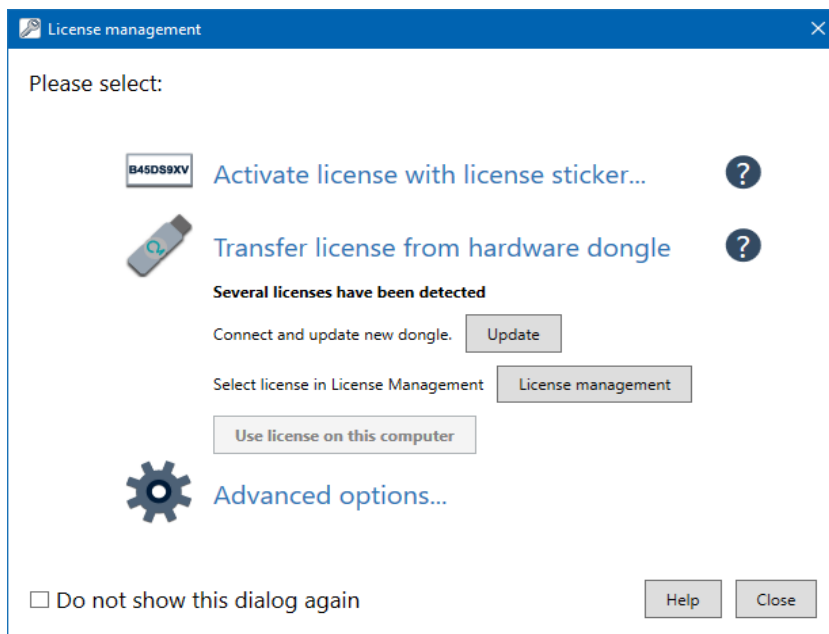 License management
Please select:
B45DS9XV
Activate license with license sticker...
?
Transfer license from hardware dongle
?
Several licenses have been detected
Connect and update new dongle.
Update
Select license in License Management
License management
Use license on this computer
Advanced options...
Do not show this dialog again
Help
Close